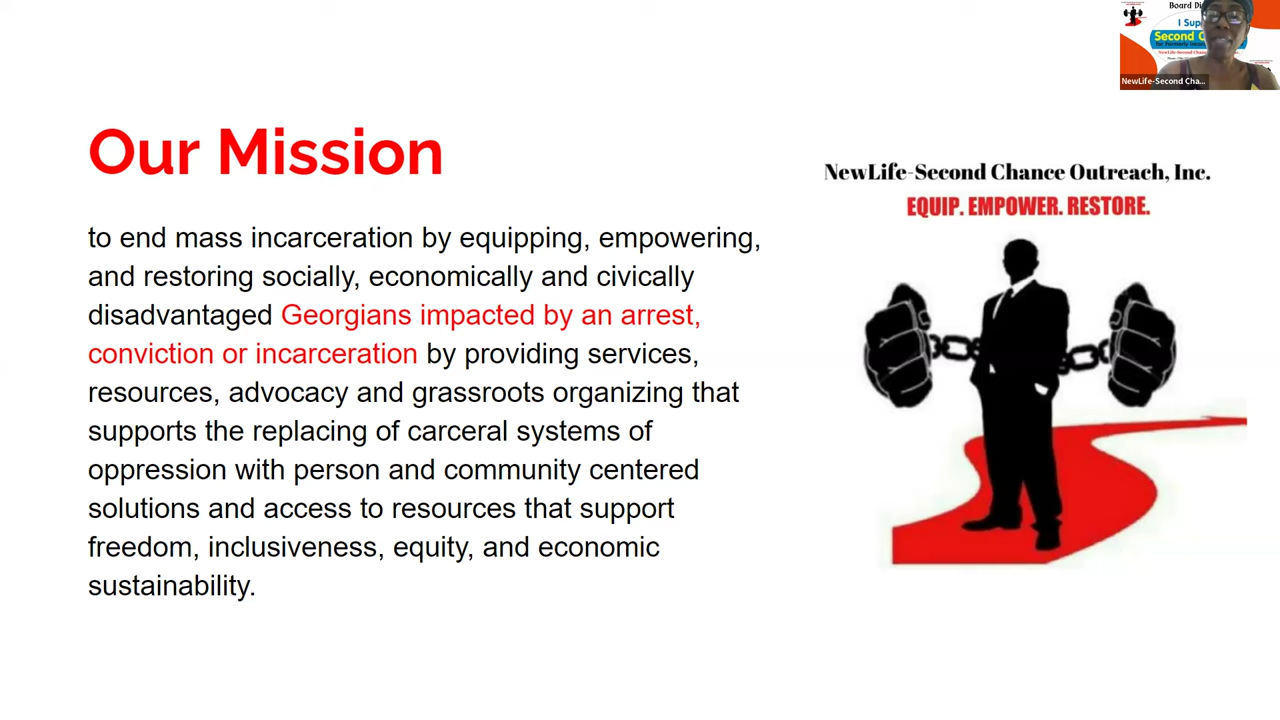 Our Mission
to end mass incarceration by equipping, empowering,
and restoring socially, economically and civically
disadvantaged Georgians impacted by an arrest,
conviction or incarceration by providing services,
resources, advocacy and grassroots organizing that
supports the replacing of carceral systems of
oppression with person and community centered
solutions and access to resources that support
freedom, inclusiveness, equity, and economic
sustainability.
NewLife-Second Chance Outreach, Inc.
EQUIP. EMPOWER. RESTORE.
Board Di
I Sup
Second C
NewLife-Second Cha...